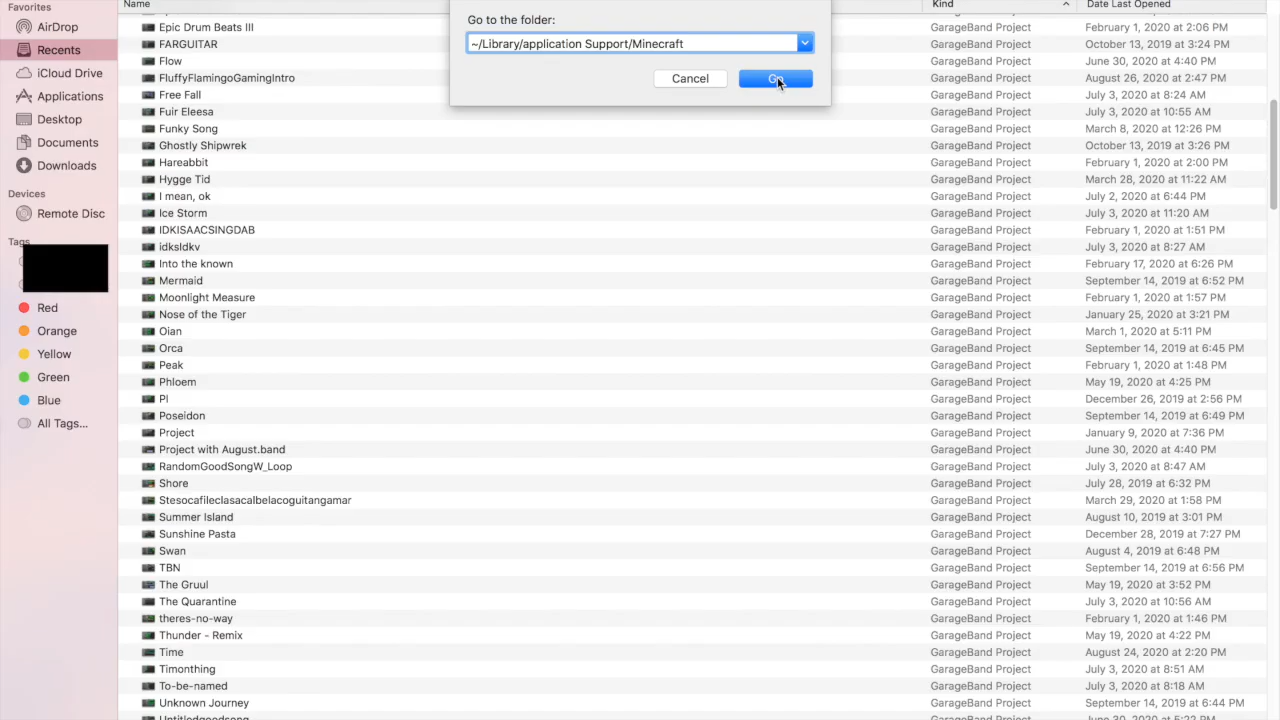 Favorites
AirDrop
Recents
iCloud Drive
Applications
Desktop
Documents
Downloads
Devices
Remote Disc
Tags
Red
Orange
Yellow
Green
Blue
All Tags...
Go to the folder:
~/Library/application Support/Minecraft
Cancel
Go
Name Kind Date Last Opened
Epic Drum Beats III GarageBand Project February 1, 2020 at 2:06 PM
FARGUITAR GarageBand Project October 13, 2019 at 3:24 PM
Flow GarageBand Project June 30, 2020 at 4:40 PM
FluffyFlamingoGamingIntro GarageBand Project August 26, 2020 at 2:47 PM
Free Fall GarageBand Project July 3, 2020 at 8:24 AM
Fuir Eleesa GarageBand Project July 3, 2020 at 10:55 AM
Funky Song GarageBand Project March 8, 2020 at 12:26 PM
Ghostly Shipwrek GarageBand Project October 13, 2019 at 3:26 PM
Hareabbit GarageBand Project February 1, 2020 at 2:00 PM
Hygge Tid GarageBand Project March 28, 2020 at 11:22 AM
I mean, ok GarageBand Project July 2, 2020 at 6:44 PM
Ice Storm GarageBand Project July 3, 2020 at 11:20 AM
IDKISAACSINGDAB GarageBand Project February 1, 2020 at 1:51 PM
idksldkv GarageBand Project July 3, 2020 at 8:27 AM
Into the known GarageBand Project February 17, 2020 at 6:26 PM
Mermaid GarageBand Project September 14, 2019 at 6:52 PM
Moonlight Measure GarageBand Project February 1, 2020 at 1:57 PM
Nose of the Tiger GarageBand Project January 25, 2020 at 3:21 PM
Oian GarageBand Project March 1, 2020 at 5:11 PM
Orca GarageBand Project September 14, 2019 at 6:45 PM
Peak GarageBand Project February 1, 2020 at 1:48 PM
Phloem GarageBand Project May 19, 2020 at 4:25 PM
PI GarageBand Project December 26, 2019 at 2:56 PM
Poseidon GarageBand Project September 14, 2019 at 6:49 PM
Project GarageBand Project January 9, 2020 at 7:36 PM
Project with August.band GarageBand Project June 30, 2020 at 4:40 PM
RandomGoodSongW_Loop GarageBand Project July 3, 2020 at 8:47 AM
Shore GarageBand Project July 28, 2019 at 6:32 PM
Stesocafileclasacalbelacoguitangamar GarageBand Project March 29, 2020 at 1:58 PM
Summer Island GarageBand Project August 10, 2019 at 3:01 PM
Sunshine Pasta GarageBand Project December 28, 2019 at 7:27 PM
Swan GarageBand Project August 4, 2019 at 6:48 PM
TBN GarageBand Project September 14, 2019 at 6:56 PM
The Gruul GarageBand Project May 19, 2020 at 3:52 PM
The Quarantine GarageBand Project July 3, 2020 at 10:56 AM
theres-no-way GarageBand Project February 1, 2020 at 1:46 PM
Thunder - Remix GarageBand Project May 19, 2020 at 4:22 PM
Time GarageBand Project August 24, 2020 at 2:20 PM
Timonthing GarageBand Project July 3, 2020 at 8:51 AM
To-be-named GarageBand Project July 3, 2020 at 8:18 AM
Unknown Journey GarageBand Project September 14, 2019 at 6:44 PM
Untitledgoodsong GarageBand Project June 30, 2020 at 5:22 PM